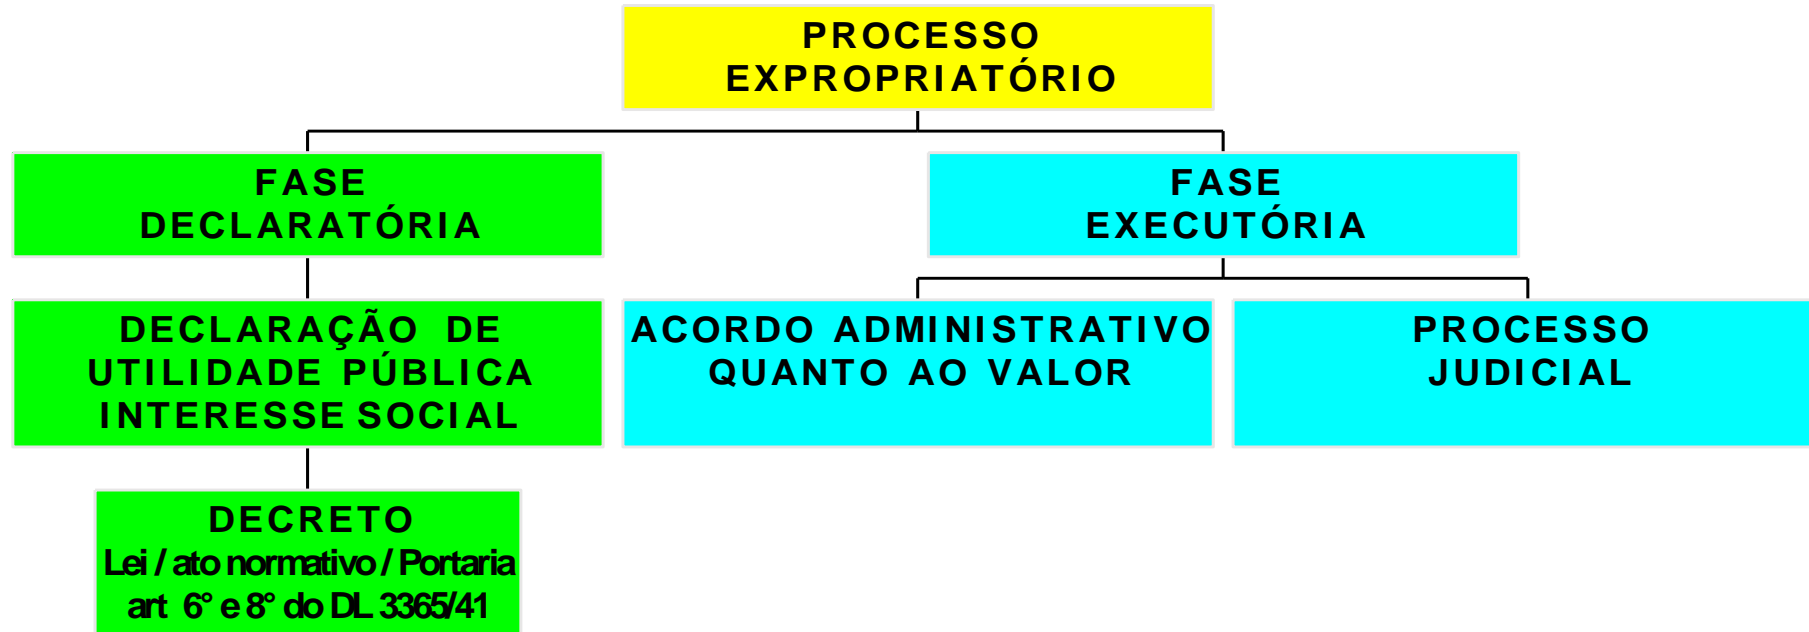 PROCESSO
EXPROPRIATÓRIO
FASE
DECLARATÓRIA
FASE
EXECUTÓRIA
DECLARAÇÃO DE
UTILIDADE PÚBLICA
INTERESSE SOCIAL
ACORDO ADMINISTRATIVO
QUANTO AO VALOR
PROCESSO
JUDICIAL
DECRETO
Lei / ato normativo / Portaria
art 6° e 8° do DL 3365/41